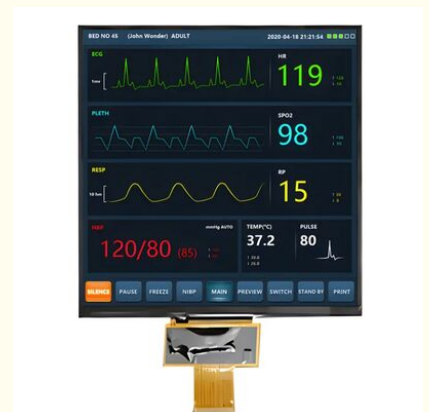 BED NO 45 (John Wonder) ADULT 2020-04-18 21:21:54
ECG
HR
119
PLETH
SPO2
98
RESP
RP
15
mmHg AUTO
TEMP(°C)
PULSE
120/80 (85)
37.2
80
SILENCE PAUSE FREEZE NIBP MAIN PREVIEW SWITCH STAND BY PRINT